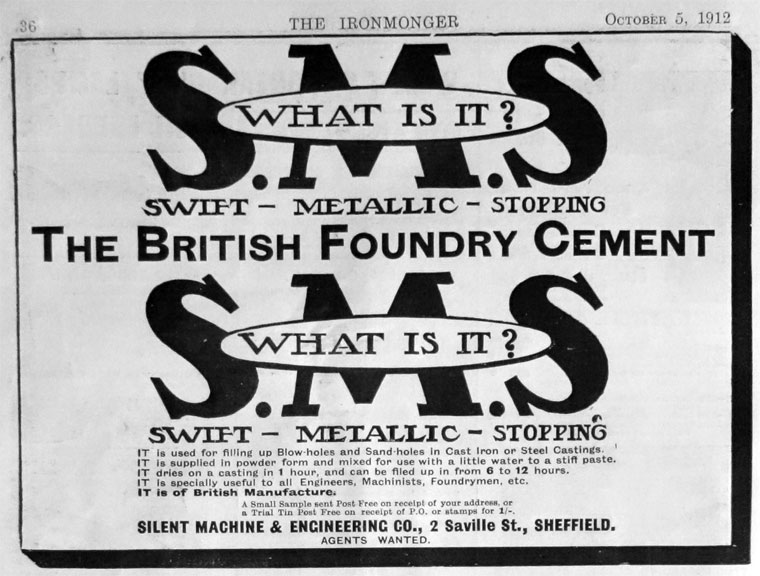 36 THE IRONMONGER OCTOBER 5, 1912
S.M.S
WHAT IS IT?
SWIFT - METALLIC - STOPPING
THE BRITISH FOUNDRY CEMENT
S.M.S
WHAT IS IT?
SWIFT - METALLIC - STOPPING
IT is used for filling up Blow-holes and Sand-holes in Cast Iron or Steel Castings.
IT is supplied in powder form and mixed for use with a little water to a stiff paste.
IT dries on a casting in 1 hour, and can be filed up in from 6 to 12 hours.
IT is specially useful to all Engineers, Machinists, Foundrymen, etc.
IT is of British Manufacture.
A Small Sample sent Post Free on receipt of your address, or
a Trial Tin Post Free on receipt of P.O. or stamps for 1/-.
SILENT MACHINE & ENGINEERING CO., 2 Saville St., SHEFFIELD.
AGENTS WANTED.